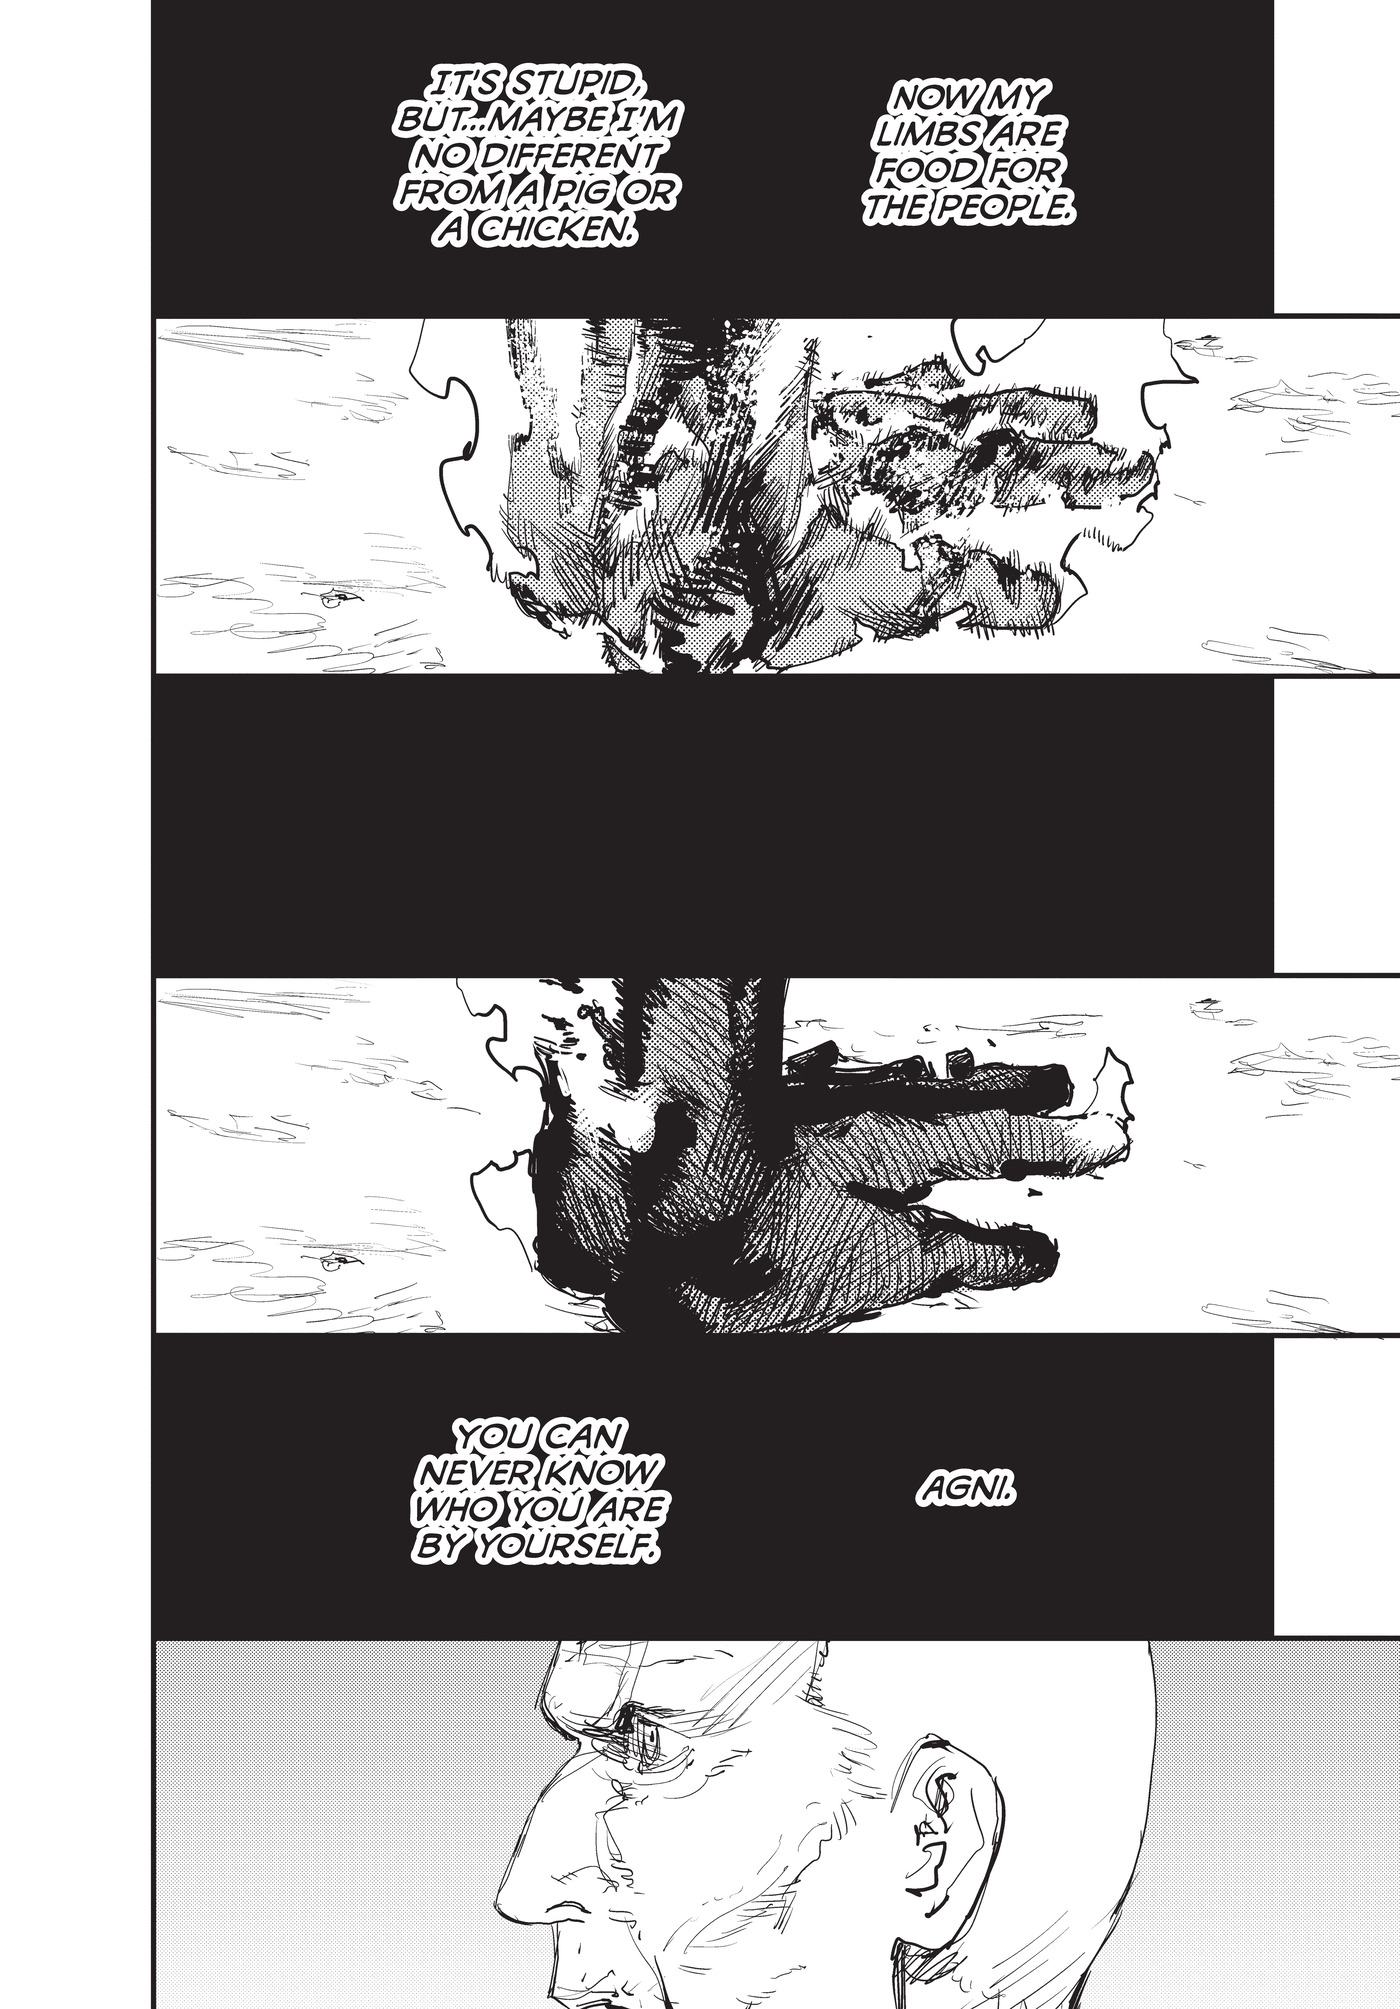 NOW MY
LIMBS ARE
FOOD FOR
THE PEOPLE.
IT'S STUPID,
BUT...MAYBE I'M
NO DIFFERENT
FROM A PIG OR
A CHICKEN.
AGNI.
YOU CAN
NEVER KNOW
WHO YOU ARE
BY YOURSELF.